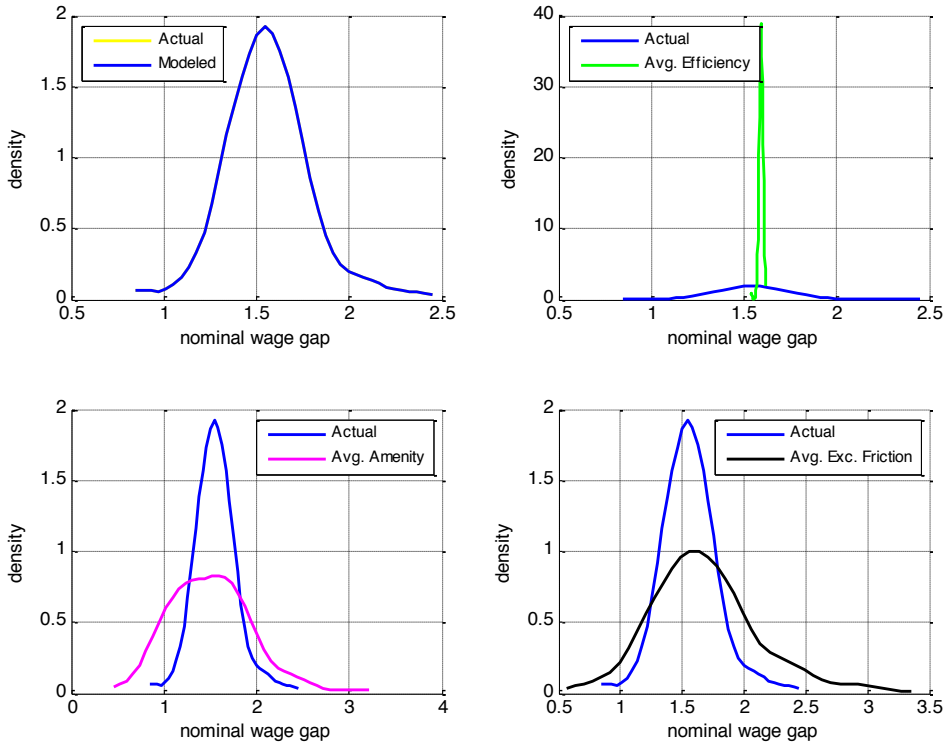 2
1.5
1
0.5
0
density
Actual
Modeled
0.5
1
1.5
2
2.5
nominal wage gap
40
30
20
10
0
density
Actual
Avg. Efficiency
0.5
1
1.5
2
2.5
nominal wage gap
2
1.5
1
0.5
0
density
Actual
Avg. Amenity
0
1
2
3
4
nominal wage gap
2
1.5
1
0.5
0
density
Actual
Avg. Exc. Friction
0.5
1
1.5
2
2.5
3
3.5
nominal wage gap